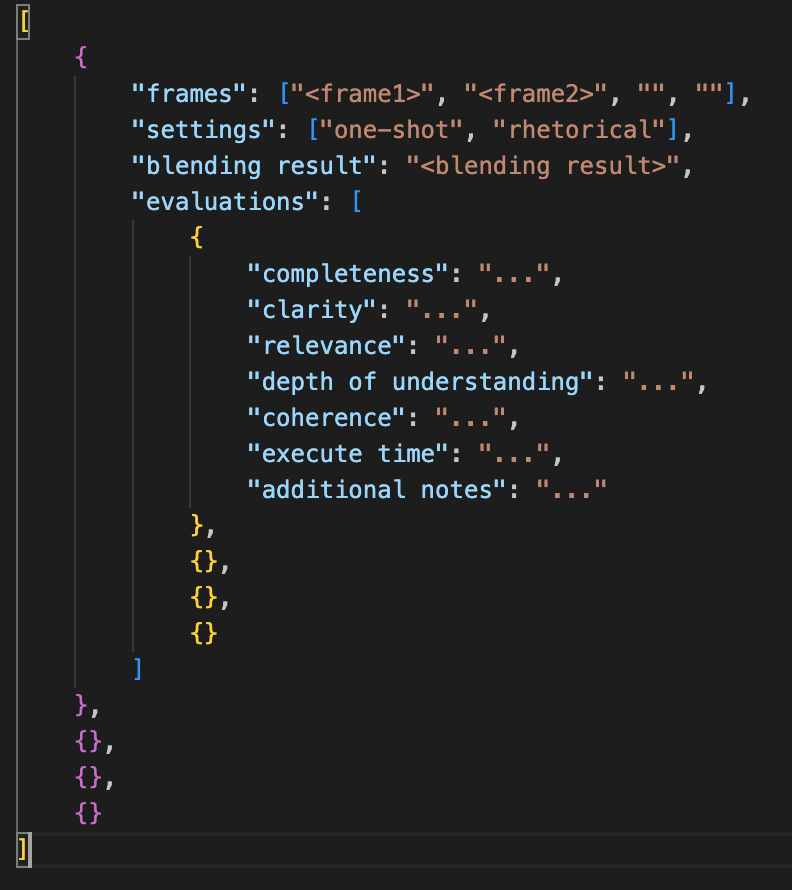 [
    {
        "frames": ["<frame1>", "<frame2>", "", ""],
        "settings": ["one-shot", "rhetorical"],
        "blending result": "<blending result>",
        "evaluations": [
            {
                "completeness": "...",
                "clarity": "...",
                "relevance": "...",
                "depth of understanding": "...",
                "coherence": "...",
                "execute time": "...",
                "additional notes": "..."
            },
            {},
            {},
            {}
        ]
    },
    {},
    {},
    {}
]